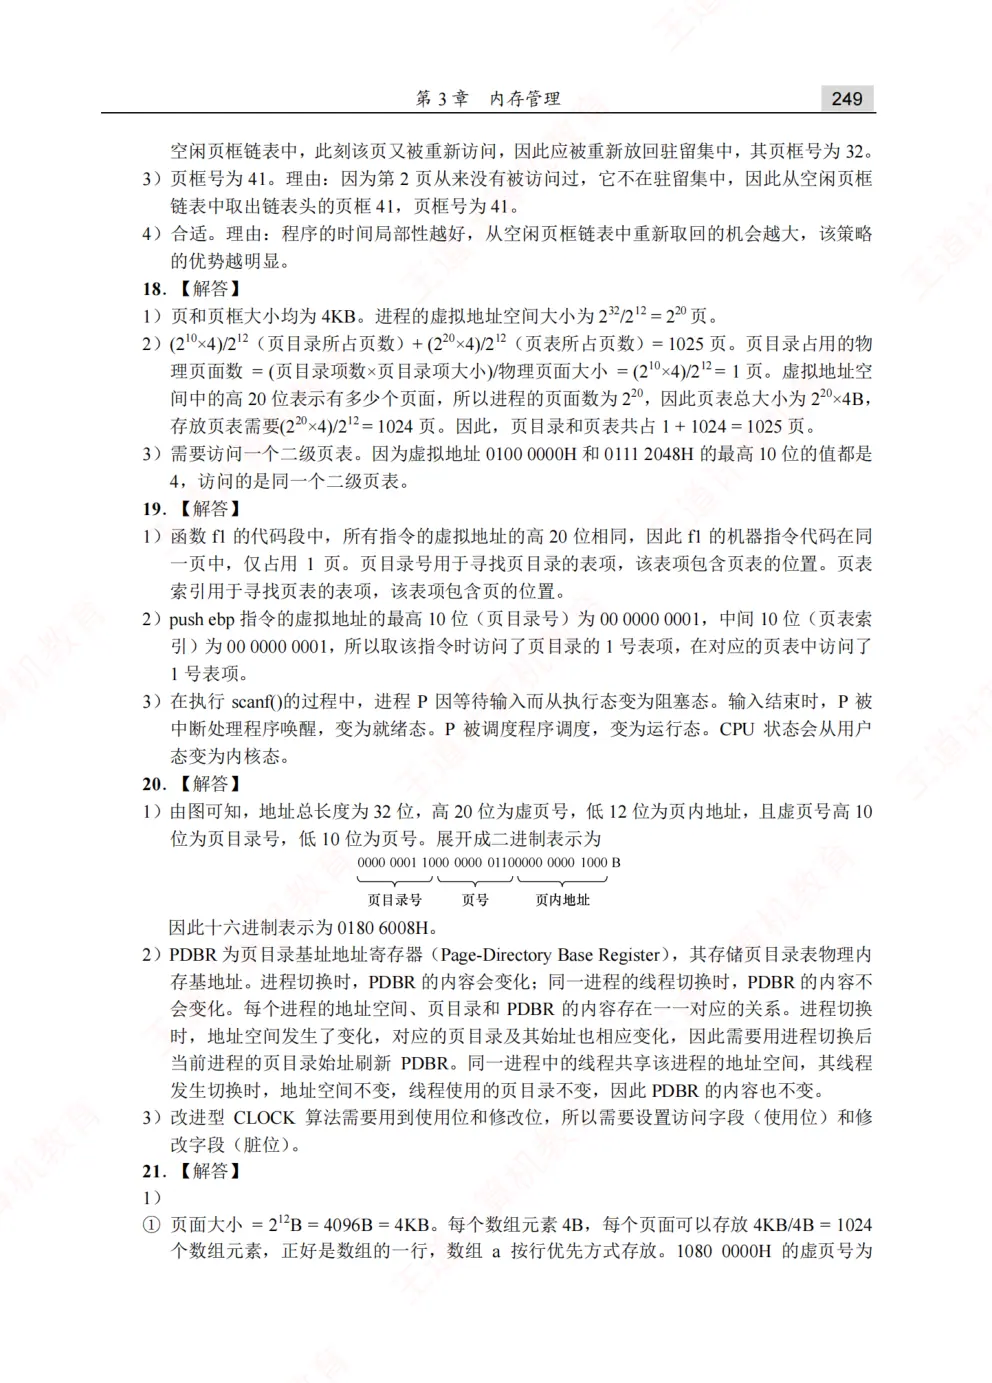 第 3 章 内存管理 249
空闲页框链表中，此刻该页又被重新访问，因此应被重新放回驻留集中，其页框号为 32。
3）页框号为 41。理由：因为第 2 页从来没有被访问过，它不在驻留集中，因此从空闲页框
链表中取出链表头的页框 41，页框号为 41。
4）合适。理由：程序的时间局部性越好，从空闲页框链表中重新取回的机会越大，该策略
的优势越明显。
18．【解答】
1）页和页框大小均为 4KB。进程的虚拟地址空间大小为 2³²/2¹² = 2²⁰ 页。
2）(2¹⁰×4)/2¹²（页目录所占页数）+ (2²⁰×4)/2¹²（页表所占页数）= 1025 页。页目录占用的物
理页面数 = (页目录项数×页目录项大小)/物理页面大小 = (2¹⁰×4)/2¹² = 1 页。虚拟地址空
间中的高 20 位表示有多少个页面，所以进程的页面数为 2²⁰，因此页表总大小为 2²⁰×4B，
存放页表需要(2²⁰×4)/2¹² = 1024 页。因此，页目录和页表共占 1 + 1024 = 1025 页。
3）需要访问一个二级页表。因为虚拟地址 0100 0000H 和 0111 2048H 的最高 10 位的值都是
4，访问的是同一个二级页表。
19．【解答】
1）函数 f1 的代码段中，所有指令的虚拟地址的高 20 位相同，因此 f1 的机器指令代码在同
一页中，仅占用 1 页。页目录号用于寻找页目录的表项，该表项包含页表的位置。页表
索引用于寻找页表的表项，该表项包含页的位置。
2）push ebp 指令的虚拟地址的最高 10 位（页目录号）为 00 0000 0001，中间 10 位（页表索
引）为 00 0000 0001，所以取该指令时访问了页目录的 1 号表项，在对应的页表中访问了
1 号表项。
3）在执行 scanf()的过程中，进程 P 因等待输入而从执行态变为阻塞态。输入结束时，P 被
中断处理程序唤醒，变为就绪态。P 被调度程序调度，变为运行态。CPU 状态会从用户
态变为内核态。
20．【解答】
1）由图可知，地址总长度为 32 位，高 20 位为虚页号，低 12 位为页内地址，且虚页号高 10
位为页目录号，低 10 位为页号。展开成二进制表示为
0000 0001 1000 0000 01100000 0000 1000 B
页目录号 页号 页内地址
因此十六进制表示为 0180 6008H。
2）PDBR 为页目录基址地址寄存器（Page-Directory Base Register），其存储页目录表物理内
存基地址。进程切换时，PDBR 的内容会变化；同一进程的线程切换时，PDBR 的内容不
会变化。每个进程的地址空间、页目录和 PDBR 的内容存在一一对应的关系。进程切换
时，地址空间发生了变化，对应的页目录及其始址也相应变化，因此需要用进程切换后
当前进程的页目录始址刷新 PDBR。同一进程中的线程共享该进程的地址空间，其线程
发生切换时，地址空间不变，线程使用的页目录不变，因此 PDBR 的内容也不变。
3）改进型 CLOCK 算法需要用到使用位和修改位，所以需要设置访问字段（使用位）和修
改字段（脏位）。
21．【解答】
1）
① 页面大小 = 2¹²B = 4096B = 4KB。每个数组元素 4B，每个页面可以存放 4KB/4B = 1024
个数组元素，正好是数组的一行，数组 a 按行优先方式存放。1080 0000H 的虚页号为